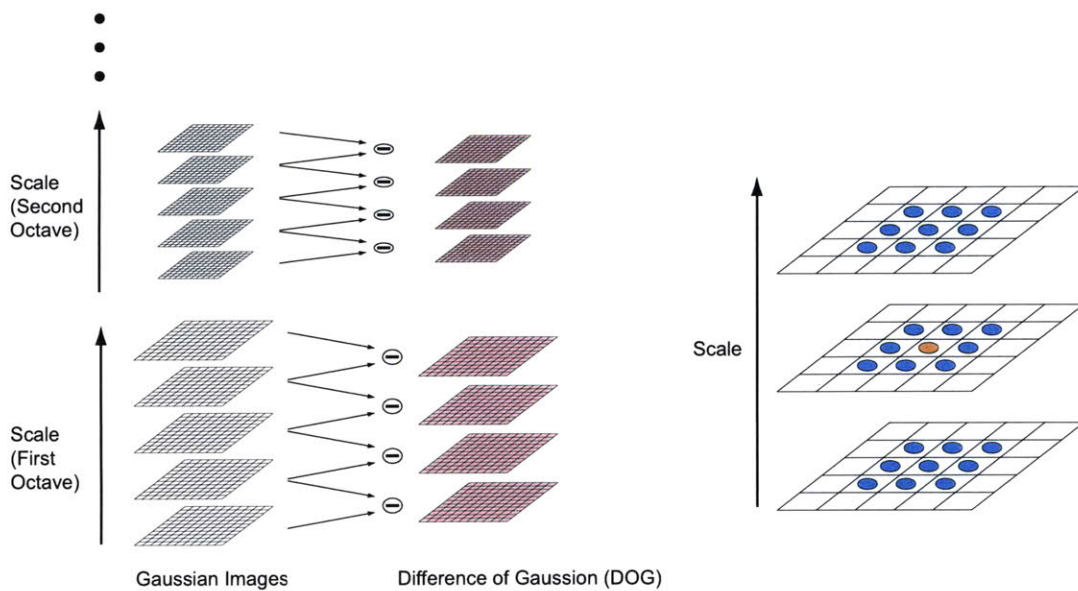 Scale
(Second
Octave)
Scale
(First
Octave)
Gaussian Images
Difference of Gaussion (DOG)
Scale